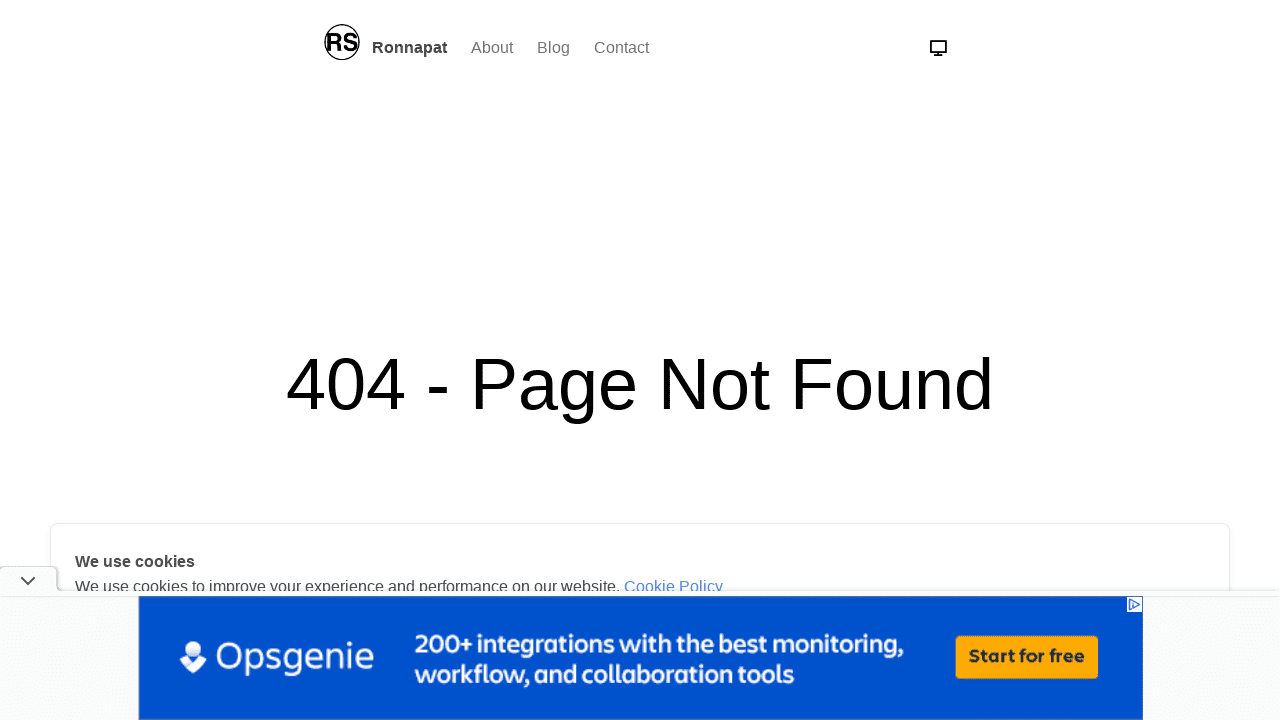 RS
Ronnapat
About
Blog
Contact
404 - Page Not Found
We use cookies
We use cookies to improve your experience and performance on our website. Cookie Policy
Opsgenie
200+ integrations with the best monitoring,
workflow, and collaboration tools
Start for free